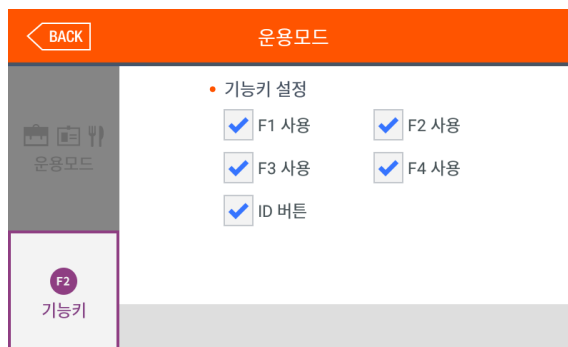 BACK
운용모드
기능키 설정
F1 사용
F2 사용
운용모드
F3 사용
F4 사용
ID 버튼
F2
기능키